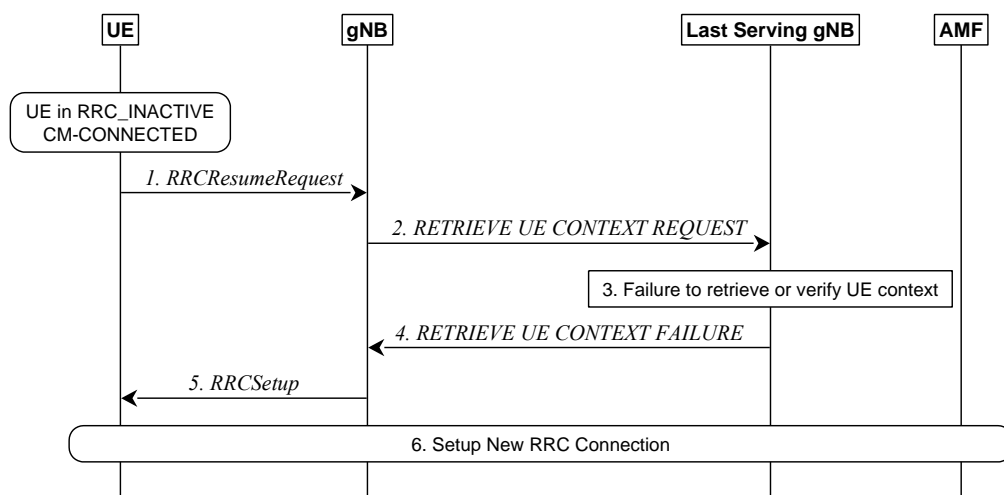 UE
gNB
Last Serving gNB
AMF
UE in RRC_INACTIVE
CM-CONNECTED
1. RRCResumeRequest
2. RETRIEVE UE CONTEXT REQUEST
3. Failure to retrieve or verify UE context
4. RETRIEVE UE CONTEXT FAILURE
5. RRCSetup
6. Setup New RRC Connection